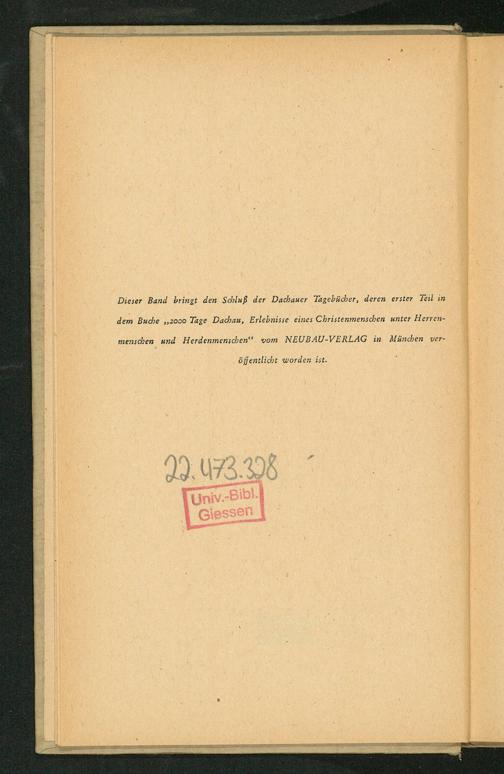 Dieser Band bringt den Schluß der Dachauer Tagebücher, deren erster Teil in
dem Buche „2000 Tage Dachau, Erlebnisse eines Christenmenschen unter Herren-
menschen und Herdenmenschen“ vom NEUBAU-VERLAG in München ver-
öffentlicht worden ist.
22.473.328
Univ.-Bibl.
Giessen